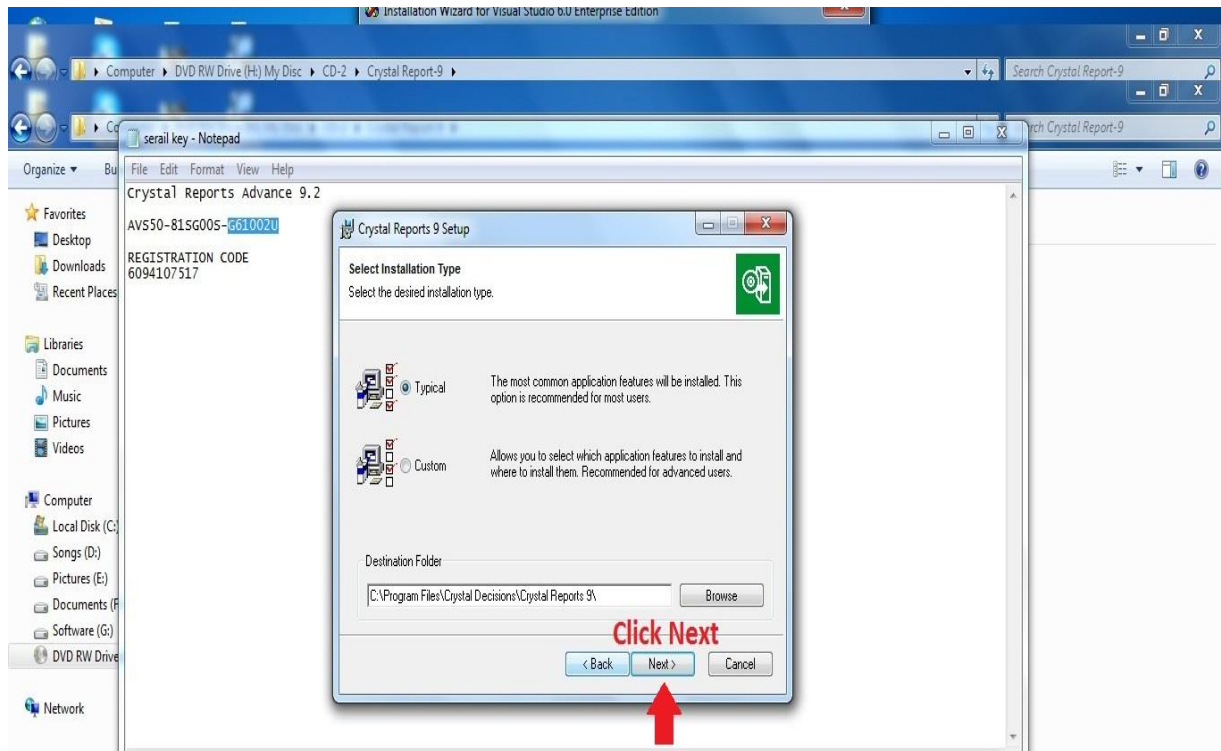 Installation Wizard for Visual Studio 6.0 Enterprise Edition
Computer DVD RW Drive (H:) My Disc CD-2 Crystal Report-9
Search Crystal Report-9
rch Crystal Report-9
serail key - Notepad
Organize
File Edit Format View Help
Crystal Reports Advance 9.2
AVS50-81SG00S-G61002U
REGISTRATION CODE
6094107517
Favorites
Desktop
Downloads
Recent Places
Libraries
Documents
Music
Pictures
Videos
Computer
Local Disk (C:)
Songs (D:)
Pictures (E:)
Documents (F
Software (G:)
DVD RW Drive
Network
Crystal Reports 9 Setup
Select Installation Type
Select the desired installation type.
Typical
The most common application features will be installed. This
option is recommended for most users.
Custom
Allows you to select which application features to install and
where to install them. Recommended for advanced users.
Destination Folder
C:\Program Files\Crystal Decisions\Crystal Reports 9\
Browse
Click Next
< Back Next > Cancel